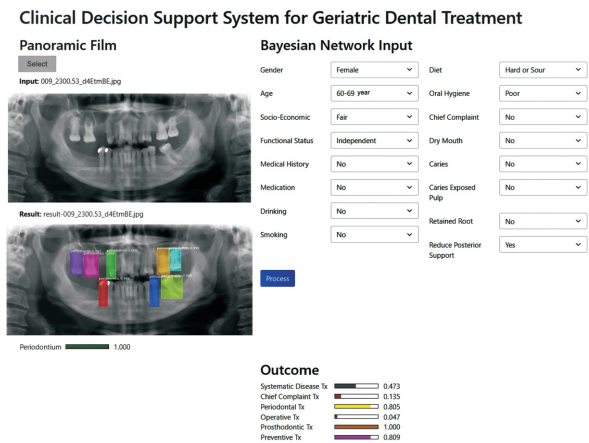 Clinical Decision Support System for Geriatric Dental Treatment
Panoramic Film
Select
Input: 009_2300.53_d4EtmBE.jpg
Result: result-009_2300.53_d4EtmBE.jpg
Periodontium 1.000
Bayesian Network Input
Gender Female
Age 60-69 year
Socio-Economic Fair
Functional Status Independent
Medical History No
Medication No
Drinking No
Smoking No
Process
Diet Hard or Sour
Oral Hygiene Poor
Chief Complaint No
Dry Mouth No
Caries No
Caries Exposed No
Pulp
Retained Root No
Reduce Posterior Yes
Support
Outcome
Systematic Disease Tx 0.473
Chief Complaint Tx 0.135
Periodontal Tx 0.805
Operative Tx 0.047
Prosthodontic Tx 1.000
Preventive Tx 0.809